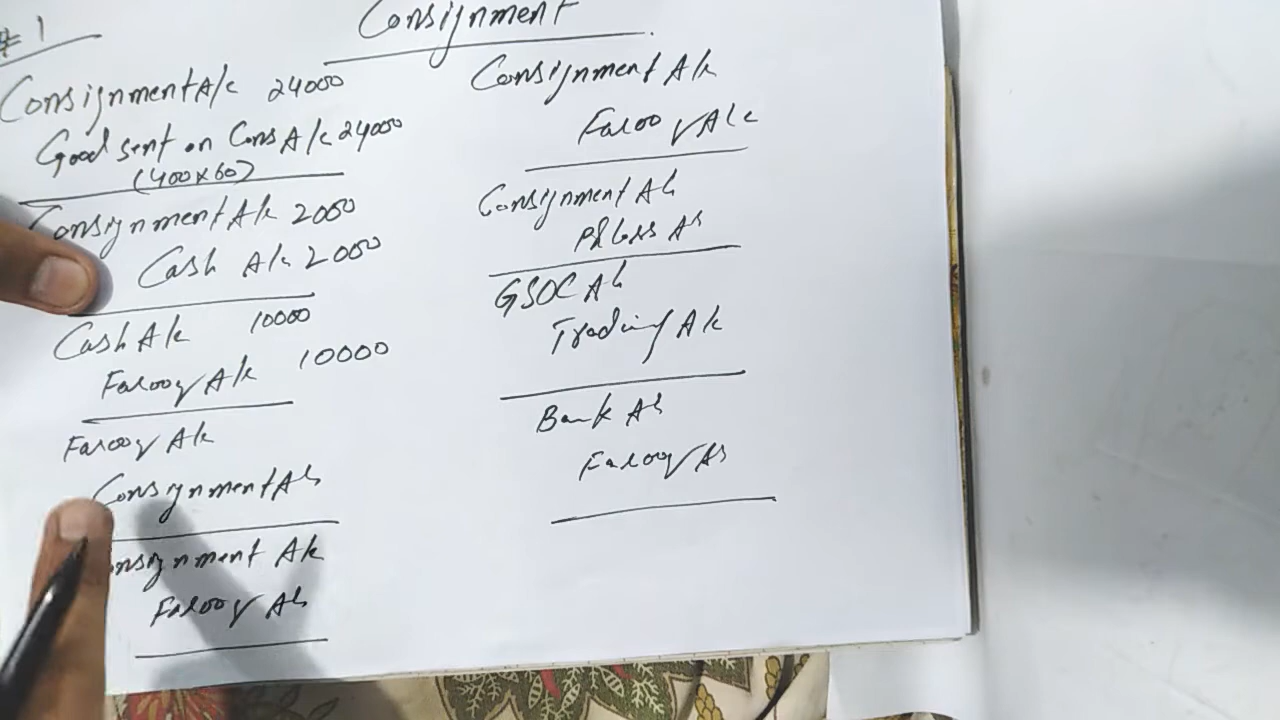 # 1
Consignment
Consignment A/c 24000
Good sent on Cons A/c 24000
(400x60)
Consignment A/c 2000
Cash A/c 2000
Cash A/c 10000
Farooq A/c 10000
Farooq A/c
Consignment A/c
onsignment A/c
Farooq A/c
Consignment A/c
Farooq A/c
Consignment A/c
P&Loss A/c
GSOC A/c
Trading A/c
Bank A/c
Farooq A/c